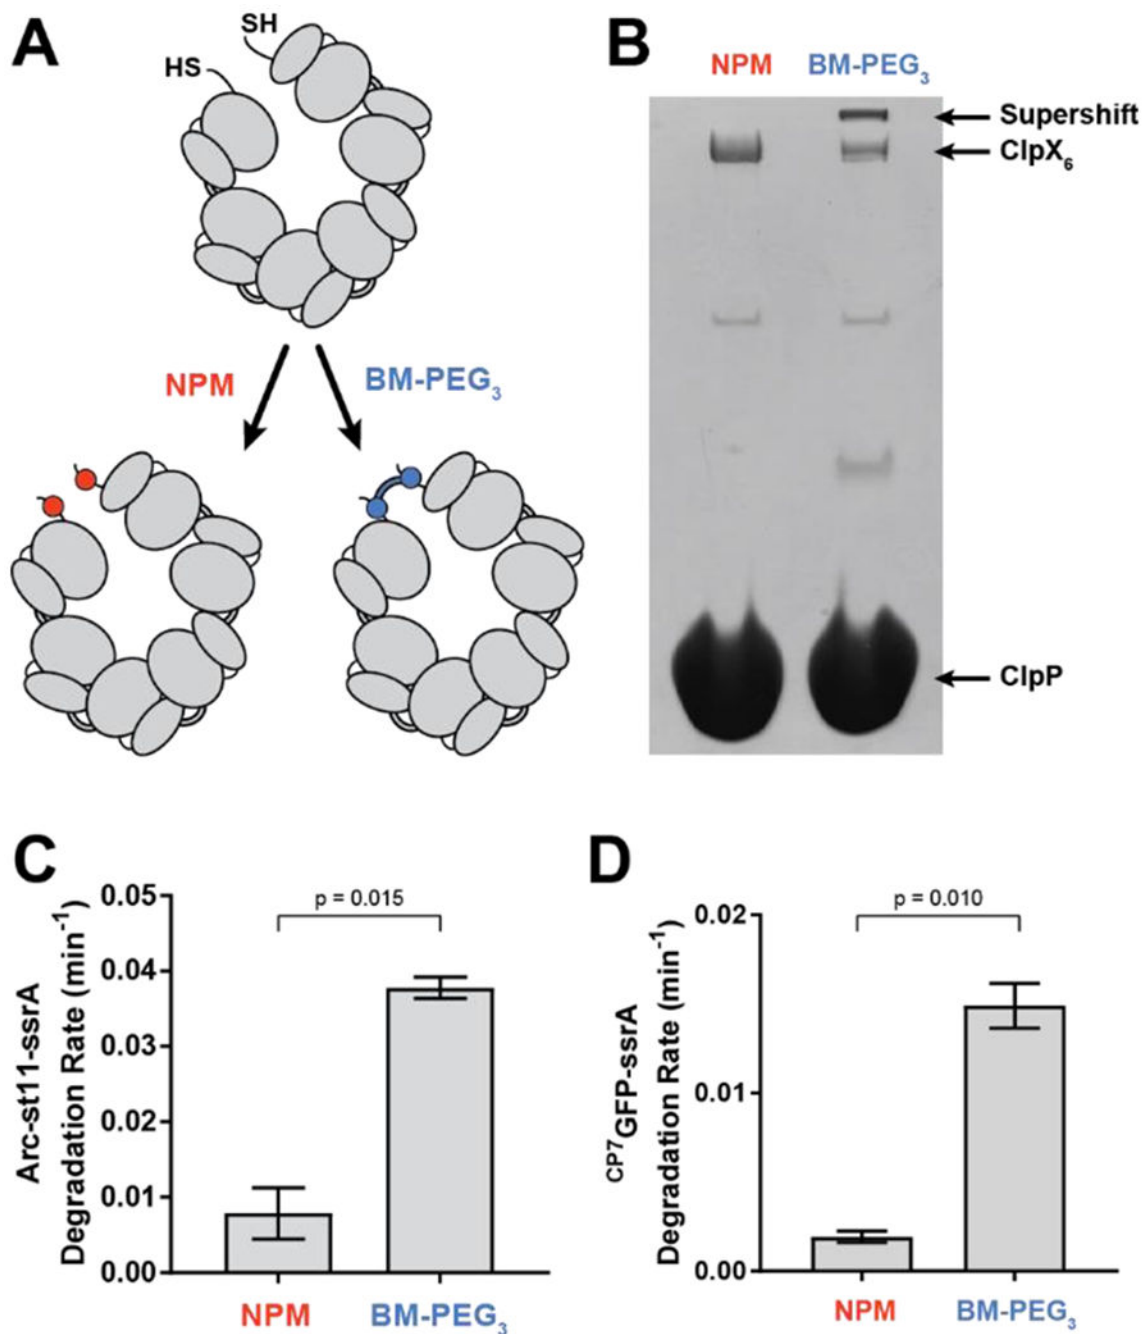 A
SH
HS
NPM
BM-PEG₃
B
NPM
BM-PEG₃
Supershift
ClpX₆
ClpP
C
Arc-st11-ssrA
Degradation Rate (min⁻¹)
0.05
0.04
0.03
0.02
0.01
0.00
p = 0.015
NPM
BM-PEG₃
D
ᶜᴾ⁷GFP-ssrA
Degradation Rate (min⁻¹)
0.02
0.01
0.00
p = 0.010
NPM
BM-PEG₃